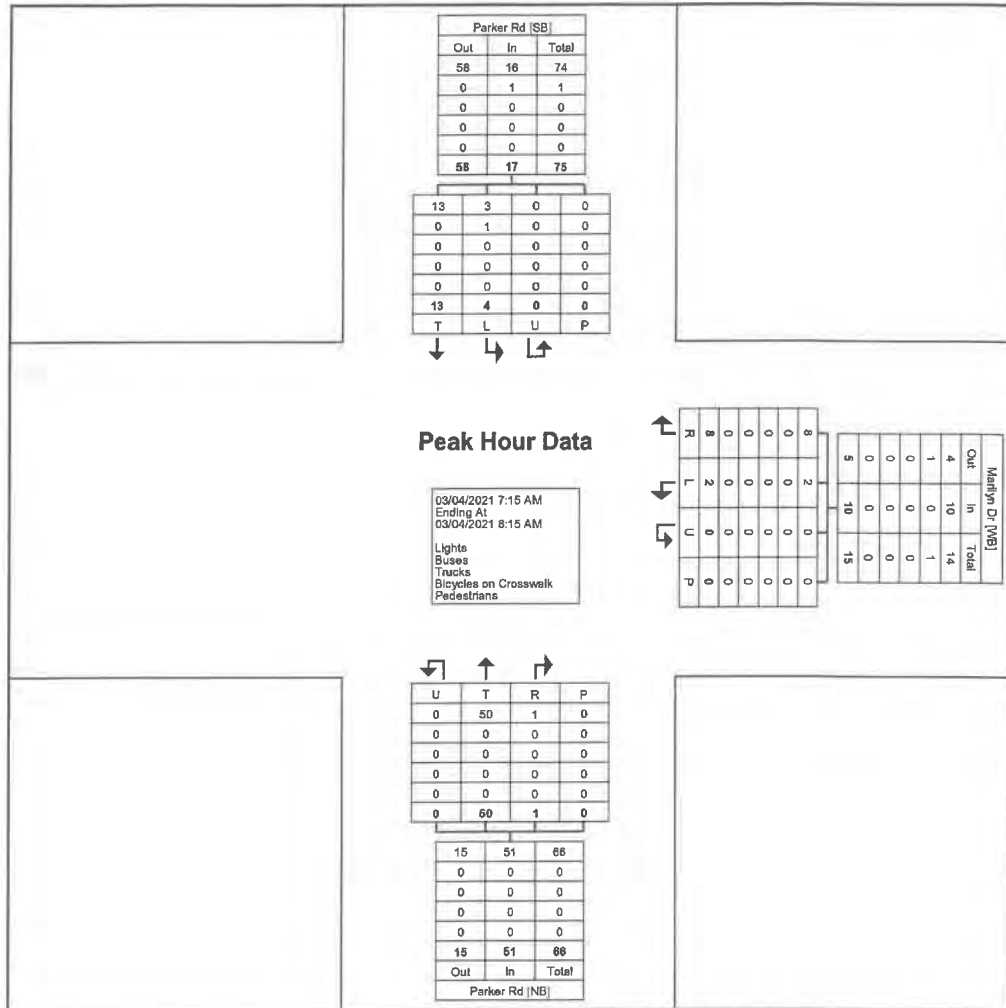 Parker Rd [SB]
Out In Total
58 16 74
0 1 1
0 0 0
0 0 0
0 0 0
58 17 75
13 3 0 0
0 1 0 0
0 0 0 0
0 0 0 0
0 0 0 0
13 4 0 0
T L U P
Peak Hour Data
03/04/2021 7:15 AM
Ending At
03/04/2021 8:15 AM
Lights
Buses
Trucks
Bicycles on Crosswalk
Pedestrians
R 8 0 0 0 0 8
L 2 0 0 0 0 2
U 0 0 0 0 0 0
P 0 0 0 0 0 0
Marilyn Dr [WB]
Out In Total
4 10 14
1 0 1
0 0 0
0 0 0
0 0 0
5 10 15
U T R P
0 50 1 0
0 0 0 0
0 0 0 0
0 0 0 0
0 0 0 0
0 50 1 0
15 51 66
0 0 0
0 0 0
0 0 0
0 0 0
15 51 66
Out In Total
Parker Rd [NB]